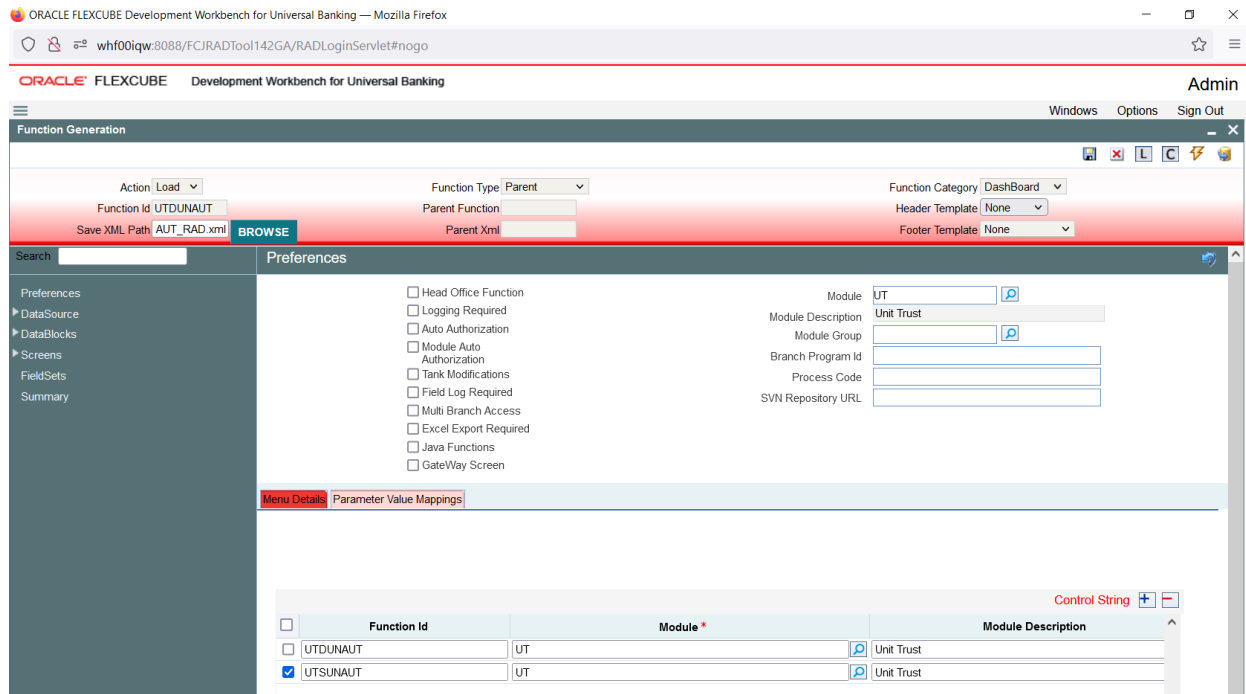 ORACLE FLEXCUBE Development Workbench for Universal Banking — Mozilla Firefox
whf00iqw:8088/FCJRADTool142GA/RADLoginServlet#nogo
ORACLE FLEXCUBE Development Workbench for Universal Banking
Admin
Windows Options Sign Out
Function Generation
L C
Action Load Function Type Parent Function Category DashBoard
Function Id UTDUNAUT Parent Function Header Template None
Save XML Path AUT_RAD.xml BROWSE Parent Xml Footer Template None
Search
Preferences
Preferences
DataSource
DataBlocks
Screens
FieldSets
Summary
Head Office Function
Logging Required
Auto Authorization
Module Auto
Authorization
Tank Modifications
Field Log Required
Multi Branch Access
Excel Export Required
Java Functions
GateWay Screen
Module UT
Module Description Unit Trust
Module Group
Branch Program Id
Process Code
SVN Repository URL
Menu Details Parameter Value Mappings
Control String
Function Id Module * Module Description
UTDUNAUT UT Unit Trust
UTSUNAUT UT Unit Trust